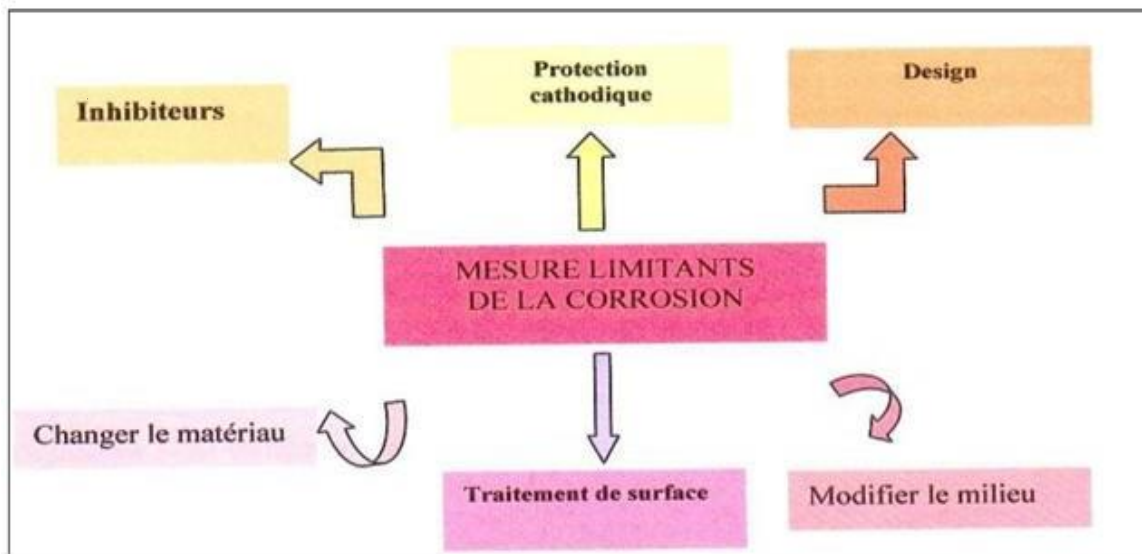 Protection
cathodique
Design
Inhibiteurs
MESURE LIMITANTS
DE LA CORROSION
Changer le matériau
Traitement de surface
Modifier le milieu